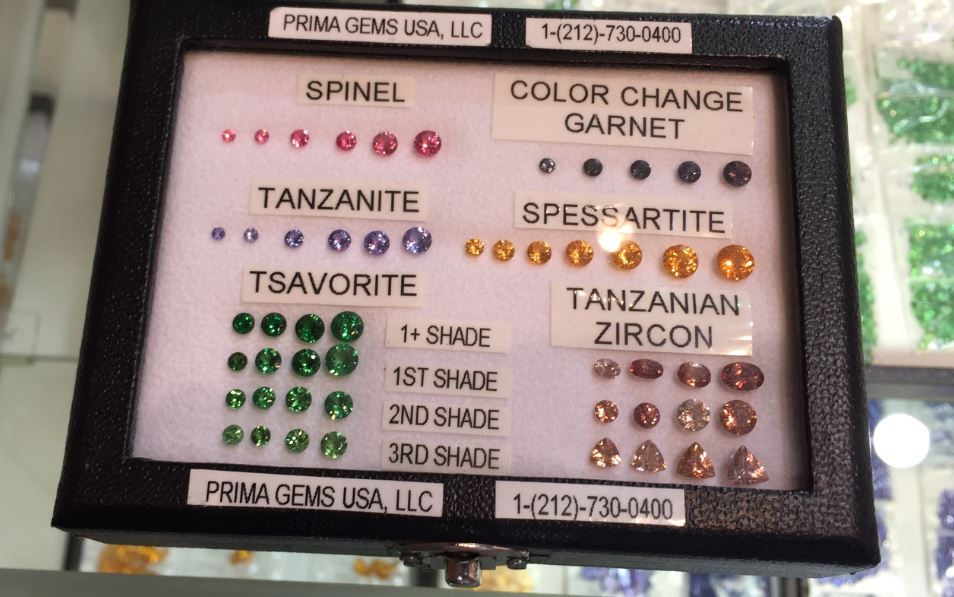 PRIMA GEMS USA, LLC
1-(212)-730-0400
SPINEL
COLOR CHANGE
GARNET
TANZANITE
SPESSARTITE
TSAVORITE
1+ SHADE
1ST SHADE
2ND SHADE
3RD SHADE
TANZANIAN
ZIRCON
PRIMA GEMS USA, LLC
1-(212)-730-0400